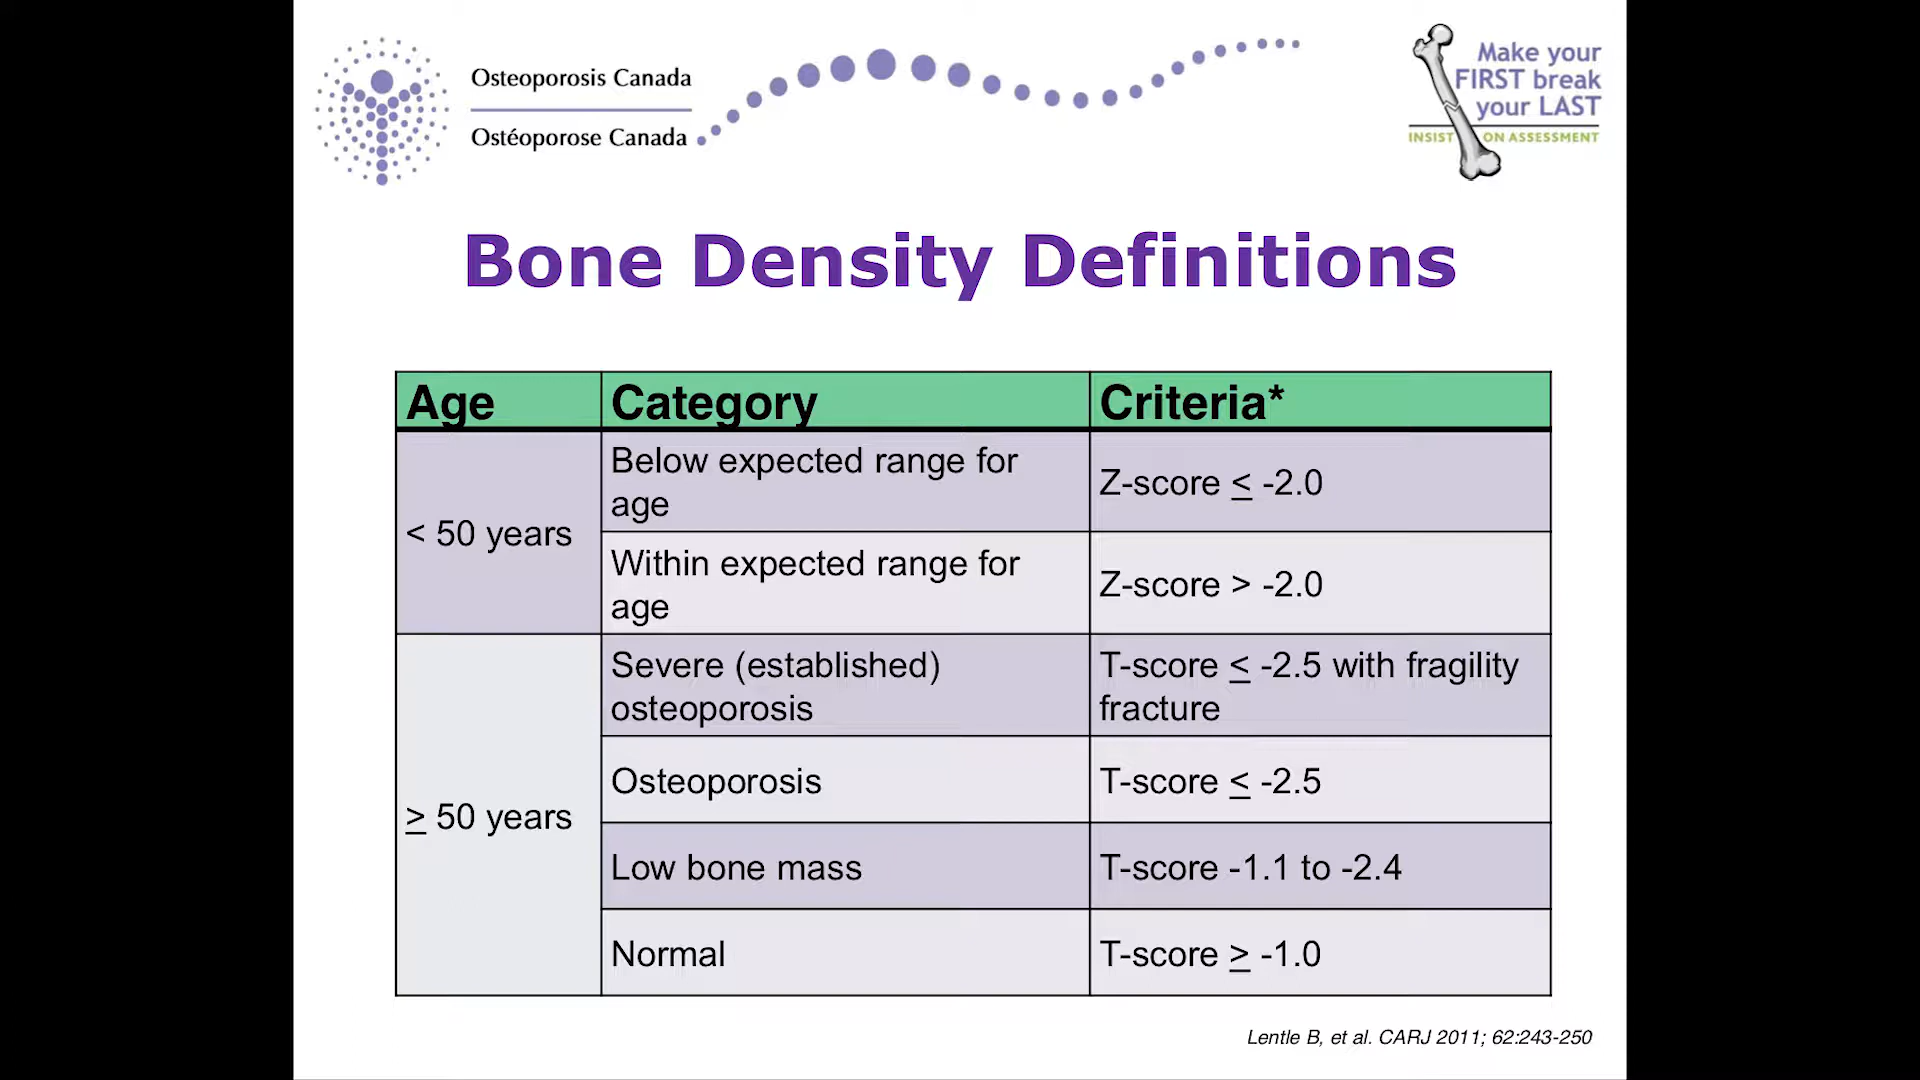 Osteoporosis Canada
Ostéoporose Canada
Make your
FIRST break
your LAST
INSIST ON ASSESSMENT
Bone Density Definitions
Age Category Criteria*
< 50 years
Below expected range for
age
Z-score ≤ -2.0
Within expected range for
age
Z-score > -2.0
≥ 50 years
Severe (established)
osteoporosis
T-score ≤ -2.5 with fragility
fracture
Osteoporosis
T-score ≤ -2.5
Low bone mass
T-score -1.1 to -2.4
Normal
T-score ≥ -1.0
Lentle B, et al. CARJ 2011; 62:243-250